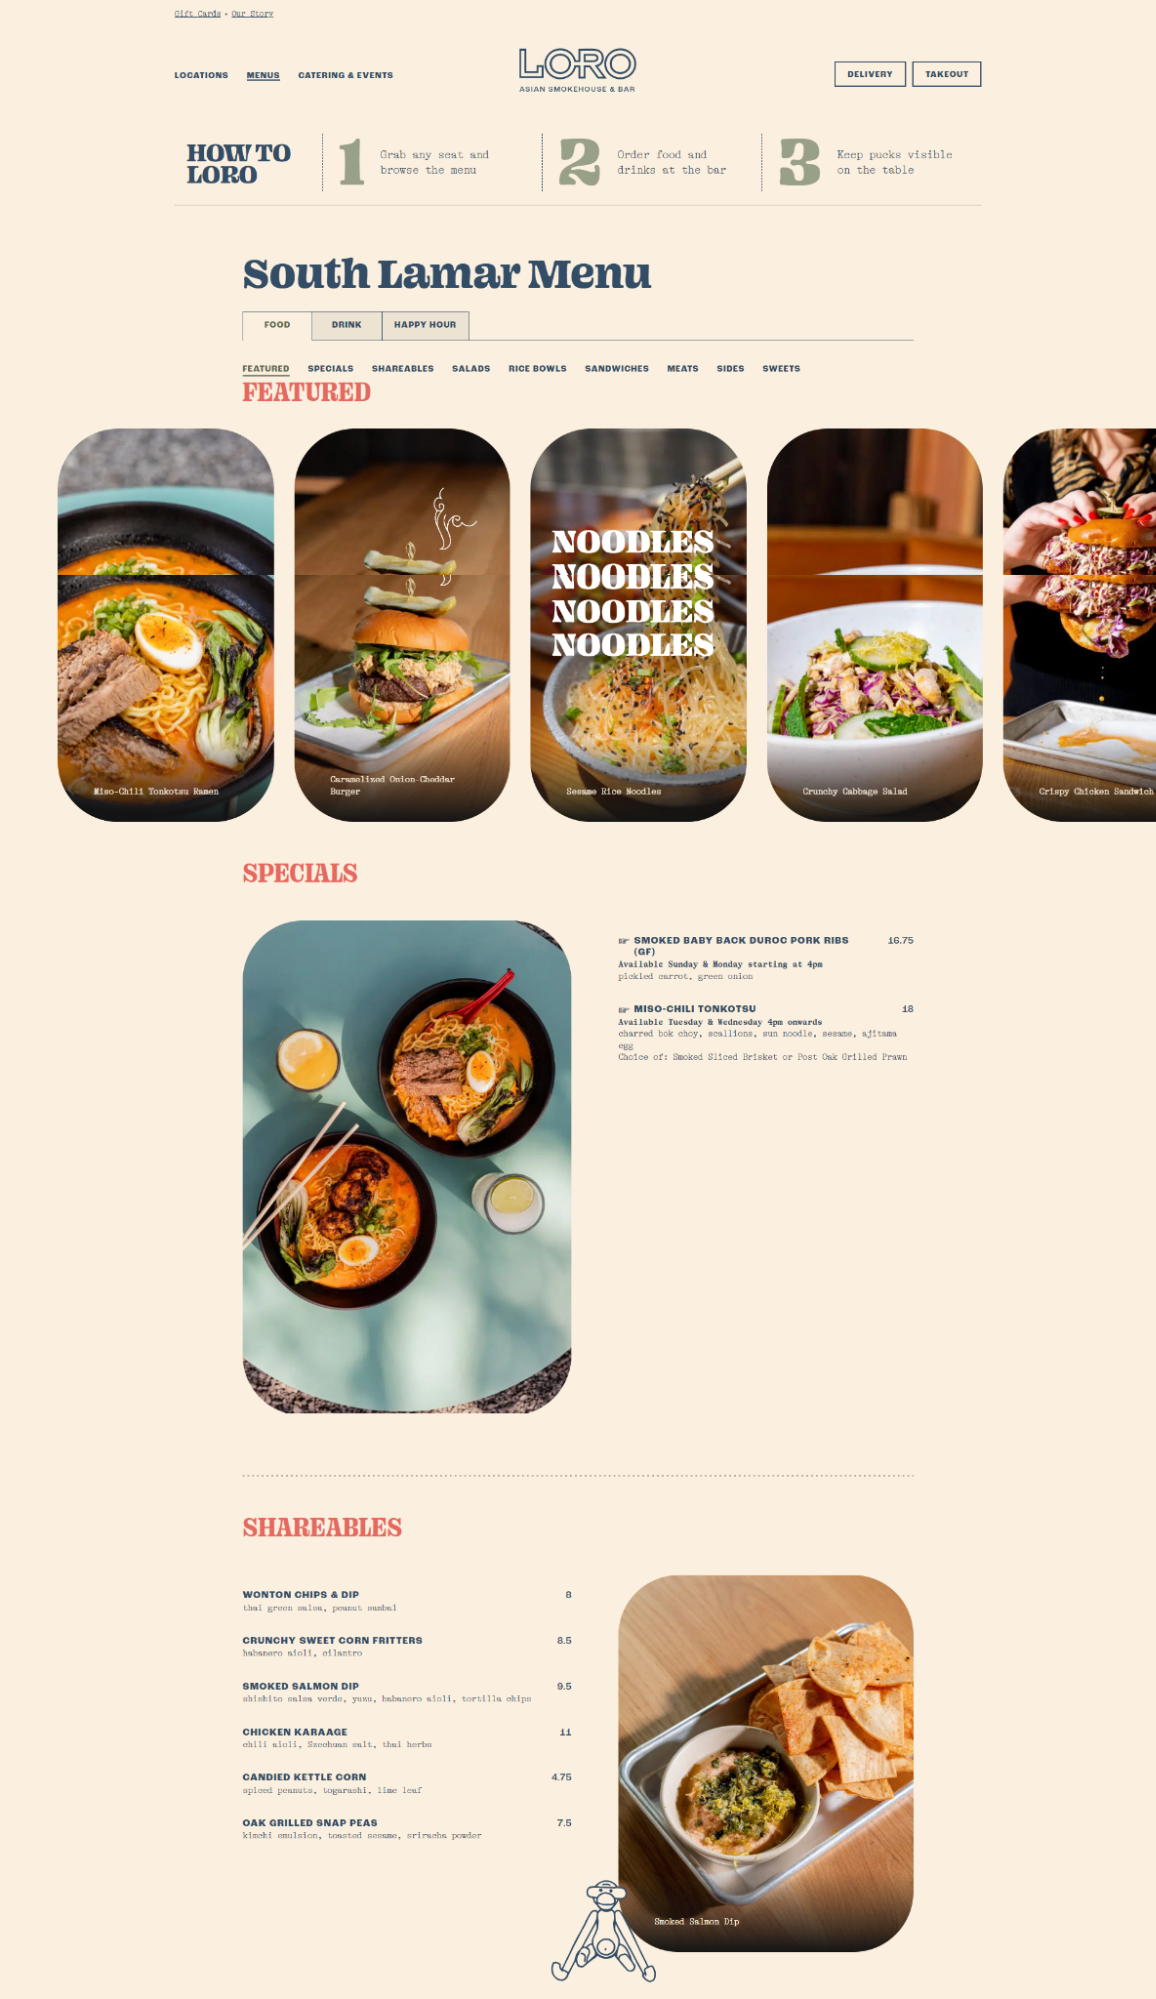 Gift Cards • Our Story
LOCATIONS MENUS CATERING & EVENTS
LORO
ASIAN SMOKEHOUSE & BAR
DELIVERY TAKEOUT
HOW TO
LORO
1 Grab any seat and
browse the menu
2 Order food and
drinks at the bar
3 Keep pucks visible
on the table
South Lamar Menu
FOOD DRINK HAPPY HOUR
FEATURED SPECIALS SHAREABLES SALADS RICE BOWLS SANDWICHES MEATS SIDES SWEETS
FEATURED
NOODLES
NOODLES
NOODLES
NOODLES
Miso-Chili Tonkotsu Ramen
Caramelized Onion-Cheddar
Burger
Sesame Rice Noodles
Crunchy Cabbage Salad
Crispy Chicken Sandwich
SPECIALS
☞ SMOKED BABY BACK DUROC PORK RIBS 16.75
(GF)
Available Sunday & Monday starting at 4pm
pickled carrot, green onion
☞ MISO-CHILI TONKOTSU 18
Available Tuesday & Wednesday 4pm onwards
charred bok choy, scallions, sun noodle, sesame, ajitama
egg
Choice of: Smoked Sliced Brisket or Post Oak Grilled Prawn
SHAREABLES
WONTON CHIPS & DIP 8
thai green salsa, peanut sambal
CRUNCHY SWEET CORN FRITTERS 8.5
habanero aioli, cilantro
SMOKED SALMON DIP 9.5
shishito salsa verde, yuzu, habanero aioli, tortilla chips
CHICKEN KARAAGE 11
chili aioli, Szechuan salt, thai herbs
CANDIED KETTLE CORN 4.75
spiced peanuts, togarashi, lime leaf
OAK GRILLED SNAP PEAS 7.5
kimchi emulsion, toasted sesame, sriracha powder
Smoked Salmon Dip